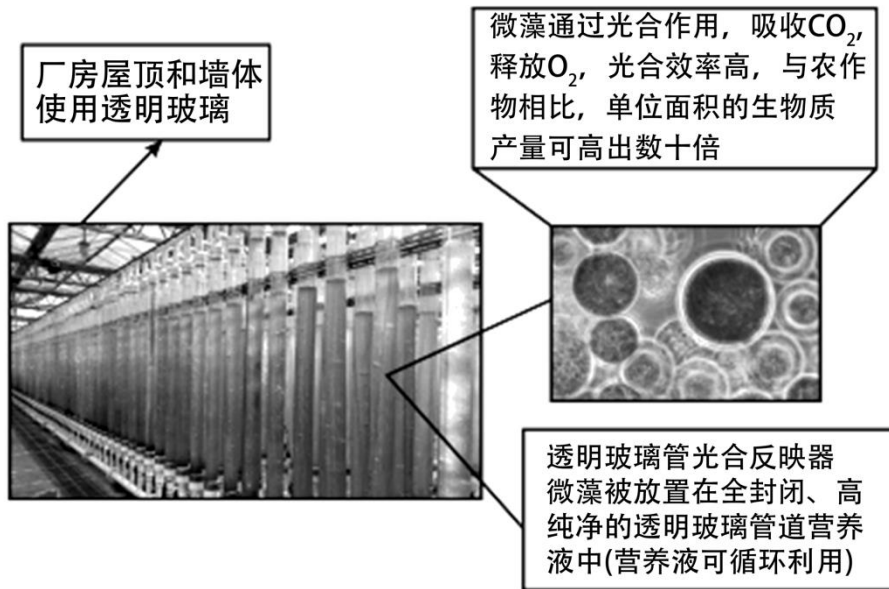 厂房屋顶和墙体
使用透明玻璃
微藻通过光合作用，吸收CO₂,
释放O₂，光合效率高，与农作
物相比，单位面积的生物质
产量可高出数十倍
透明玻璃管光合反映器
微藻被放置在全封闭、高
纯净的透明玻璃管道营养
液中(营养液可循环利用)